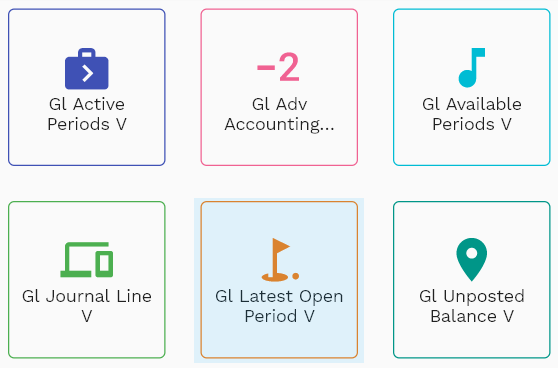 -2
Gl Active
Periods V
Gl Adv
Accounting...
Gl Available
Periods V
Gl Journal Line
V
Gl Latest Open
Period V
Gl Unposted
Balance V